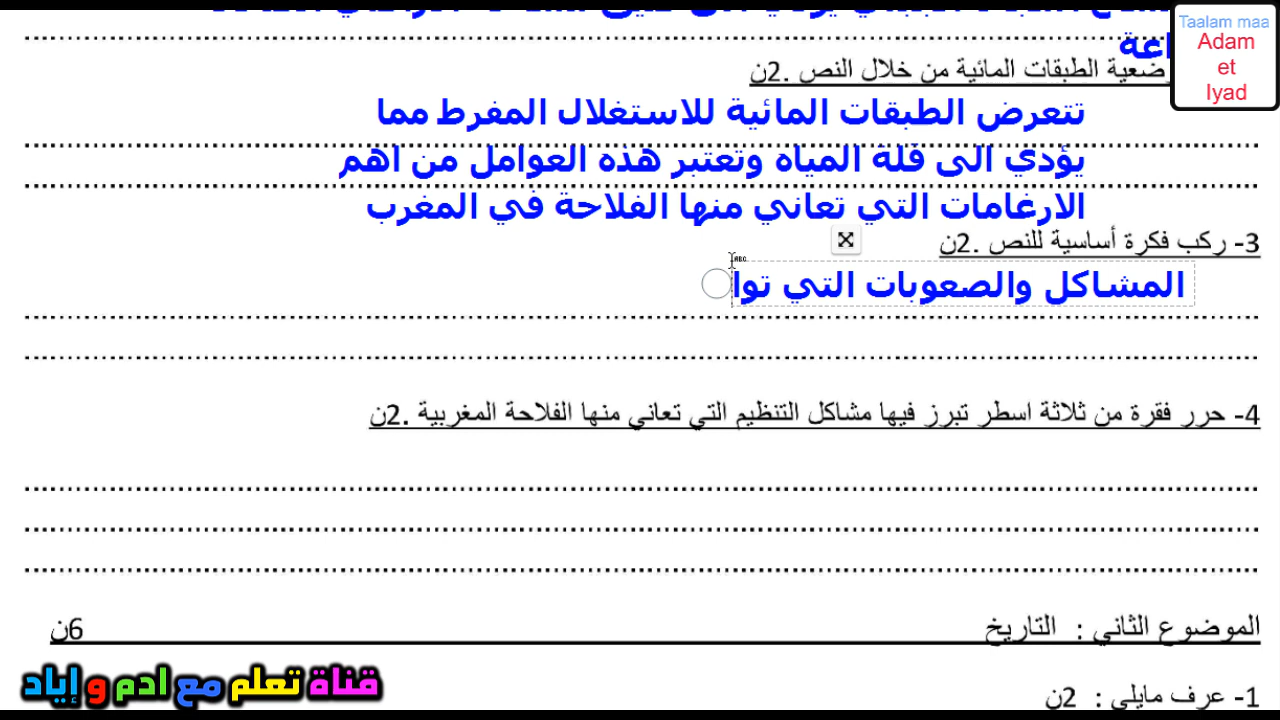 Taalam maa
Adam
et
Iyad
ضعية الطبقات المائية من خلال النص .2ن
تتعرض الطبقات المائية للاستغلال المفرط مما
يؤدي الى قلة المياه وتعتبر هذه العوامل من اهم
الارغامات التي تعاني منها الفلاحة في المغرب
3- ركب فكرة أساسية للنص .2ن
المشاكل والصعوبات التي توا
4- حرر فقرة من ثلاثة اسطر تبرز فيها مشاكل التنظيم التي تعاني منها الفلاحة المغربية .2ن
الموضوع الثاني : التاريخ 6ن
1- عرف مايلي : 2ن
قناة تعلم مع ادم و إياد